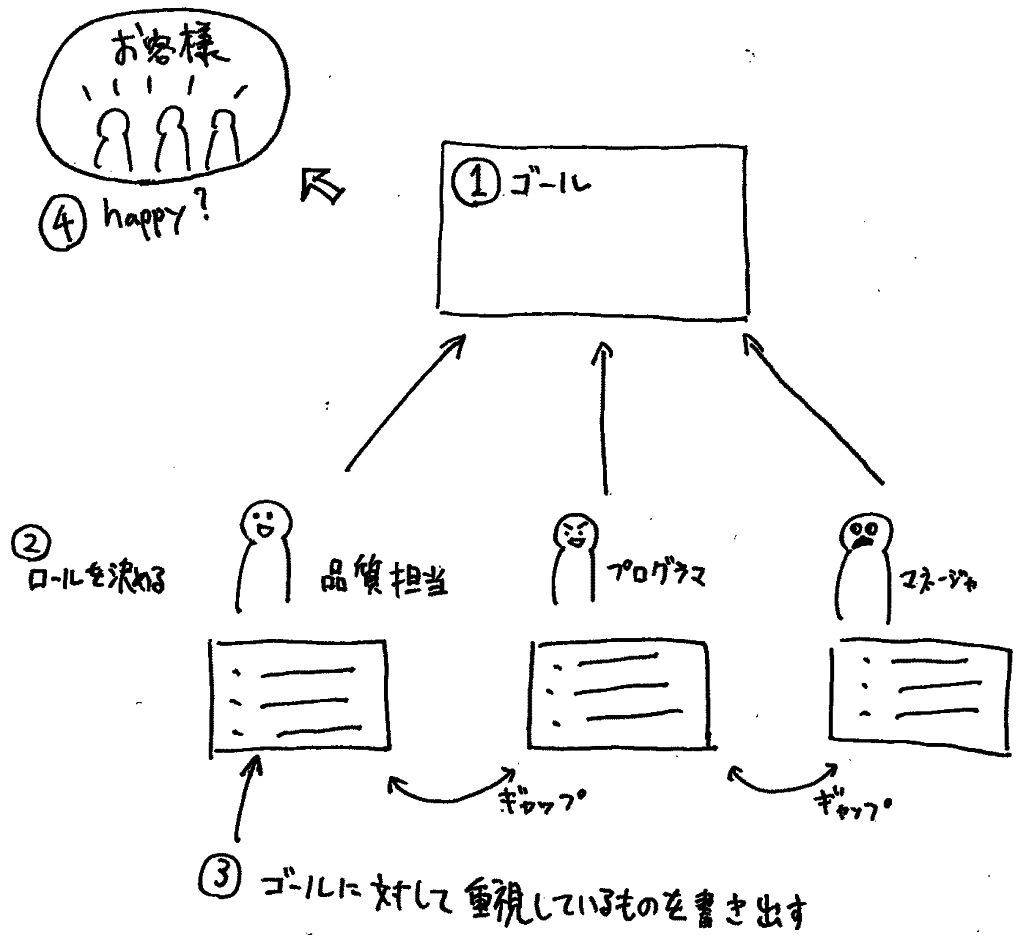 お客様
④ happy?
① ゴール
②
ロールを決める
品質担当
プログラマ
マネージャ
ギャップ
ギャップ
③ ゴールに対して重視しているものを書き出す